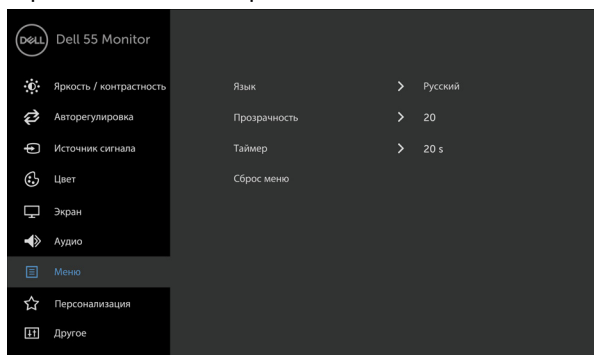 DELL Dell 55 Monitor
Яркость / контрастность
Язык > Русский
Авторегулировка
Прозрачность > 20
Источник сигнала
Таймер > 20 s
Цвет
Сброс меню
Экран
Аудио
Меню
Персонализация
Другое